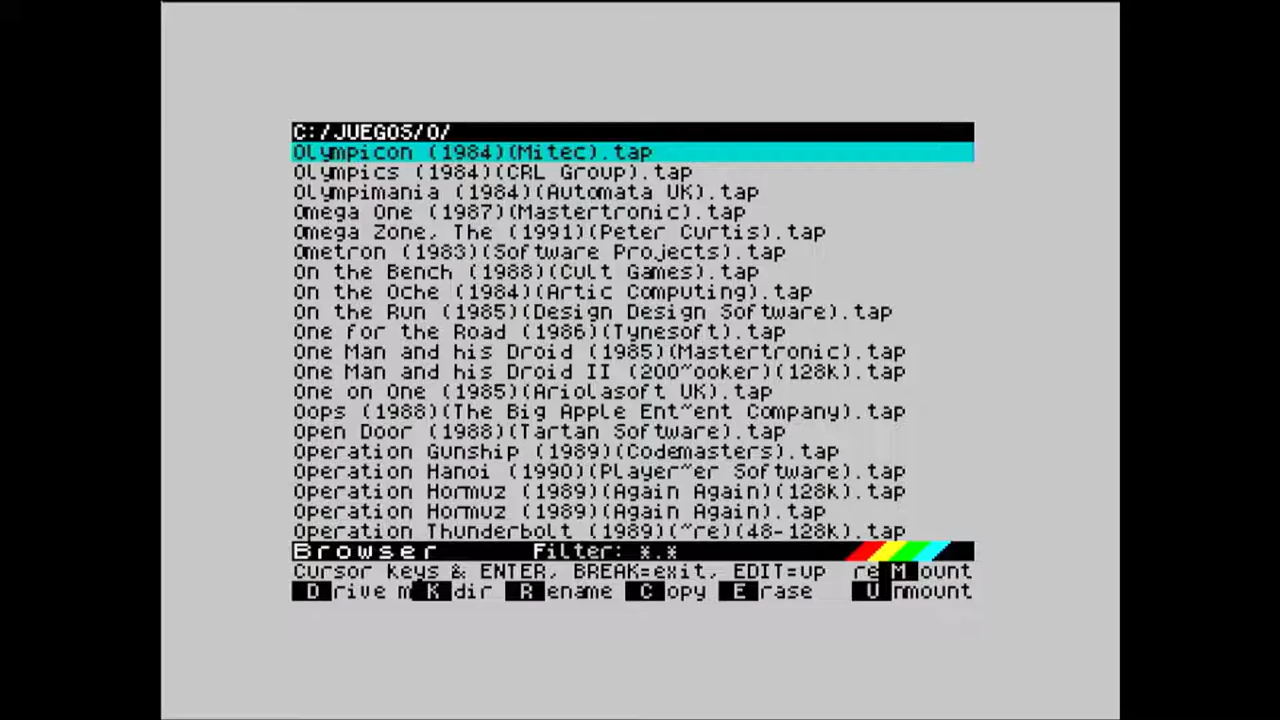 C:/JUEGOS/O/
Olympicon (1984)(Mitec).tap
Olympics (1984)(CRL Group).tap
Olympimania (1984)(Automata UK).tap
Omega One (1987)(Mastertronic).tap
Omega Zone, The (1991)(Peter Curtis).tap
Ometron (1983)(Software Projects).tap
On the Bench (1988)(Cult Games).tap
On the Oche (1984)(Artic Computing).tap
On the Run (1985)(Design Design Software).tap
One for the Road (1986)(Tynesoft).tap
One Man and his Droid (1985)(Mastertronic).tap
One Man and his Droid II (200~ooker)(128k).tap
One on One (1985)(Ariolasoft UK).tap
Oops (1988)(The Big Apple Ent~ent Company).tap
Open Door (1988)(Tartan Software).tap
Operation Gunship (1989)(Codemasters).tap
Operation Hanoi (1990)(Player~er Software).tap
Operation Hormuz (1989)(Again Again)(128k).tap
Operation Hormuz (1989)(Again Again).tap
Operation Thunderbolt (1989)(~re)(48-128k).tap
Browser Filter: *.*
Cursor keys & ENTER, BREAK=exit, EDIT=up reMount
Drive mKdir Rename Copy Erase Unmount